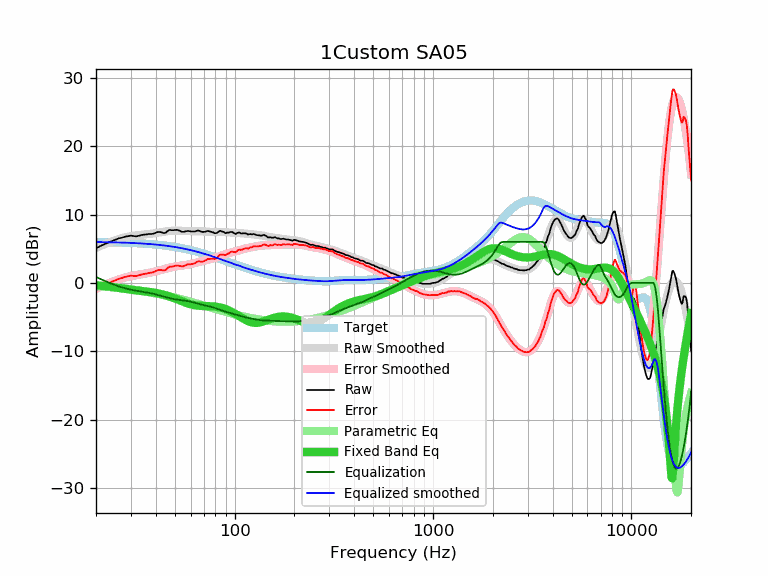 1Custom SA05
Amplitude (dBr)
30
20
10
0
−10
−20
−30
Target
Raw Smoothed
Error Smoothed
Raw
Error
Parametric Eq
Fixed Band Eq
Equalization
Equalized smoothed
100
1000
10000
Frequency (Hz)